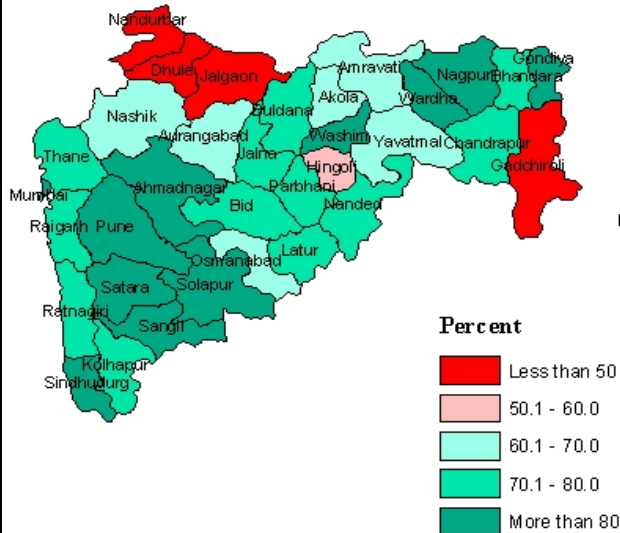 Nandurbar
Dhule
Jalgaon
Nashik
Aurangabad
Buldana
Akola
Amravati
Wardha
Nagpur
Bhandara
Gondiya
Washim
Yavatmal
Chandrapur
Gadchiroli
Thane
Jalna
Hingoli
Mumbai
Ahmadnagar
Parbhani
Nanded
Raigarh
Pune
Bid
Osmanabad
Latur
Satara
Solapur
Ratnagiri
Sangli
Kolhapur
Sindhudurg
Percent
Less than 50
50.1 - 60.0
60.1 - 70.0
70.1 - 80.0
More than 80